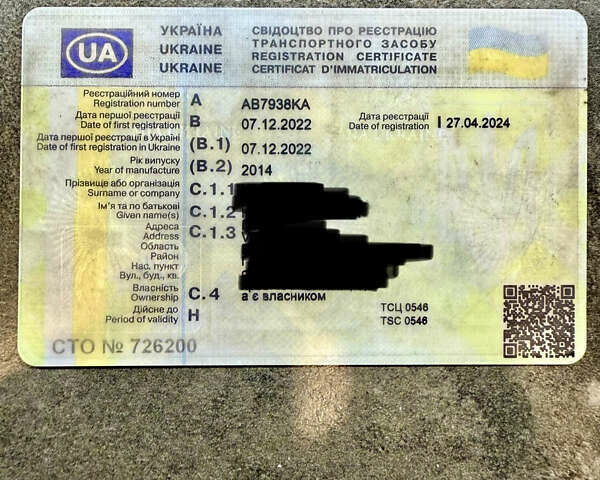 UA
УКРАЇНА
UKRAINE
UKRAINE
СВІДОЦТВО ПРО РЕЄСТРАЦІЮ
ТРАНСПОРТНОГО ЗАСОБУ
REGISTRATION CERTIFICATE
CERTIFICAT D'IMMATRICULATION
Реєстраційний номер
Registration number A AB7938KA
Дата першої реєстрації
Date of first registration B 07.12.2022
Дата реєстрації
Date of registration I 27.04.2024
Дата першої реєстрації в Україні
Date of first registration in Ukraine (B.1) 07.12.2022
Рік випуску
Year of manufacture (B.2) 2014
Прізвище або організація
Surname or company C.1.1
Ім'я та по батькові
Given name(s) C.1.2
Адреса
Address C.1.3
Область
Район
Нас. пункт
Вул., буд., кв.
Власність
Ownership C.4 а є власником
Дійсне до
Period of validity H
ТСЦ 0546
TSC 0546
СТО № 726200